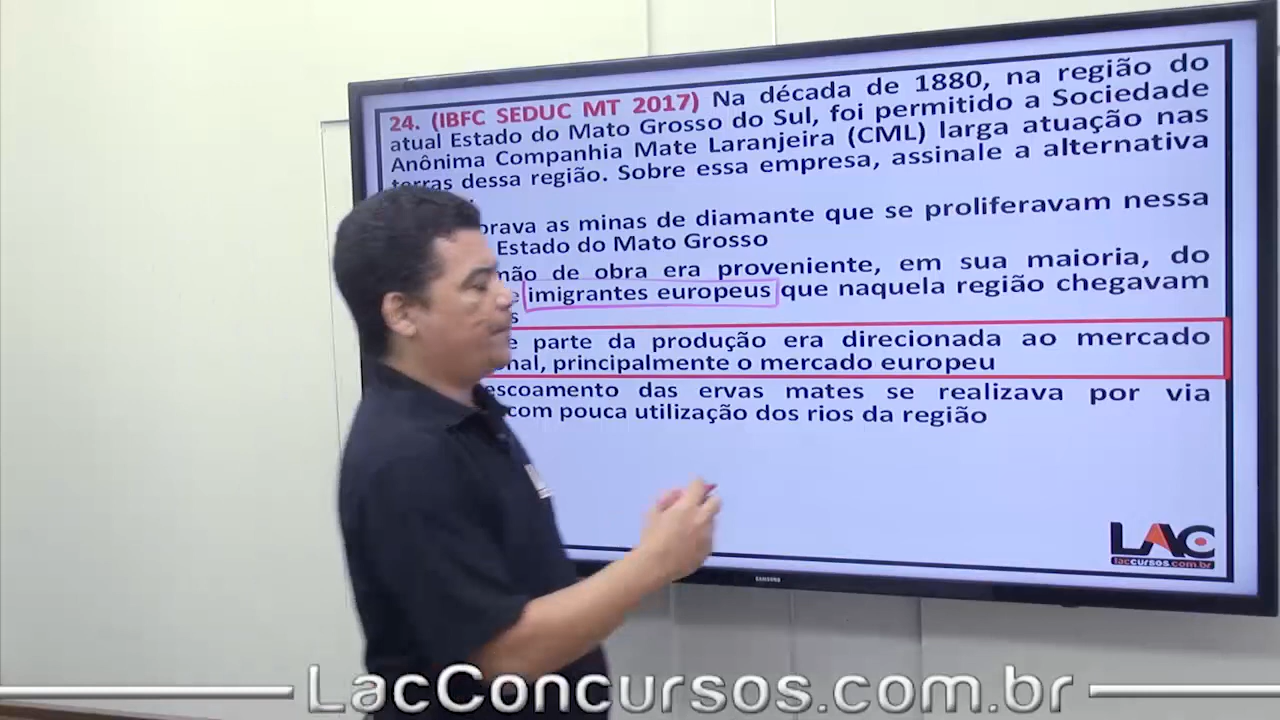 24. (IBFC SEDUC MT 2017) Na década de 1880, na região do
atual Estado do Mato Grosso do Sul, foi permitido a Sociedade
Anônima Companhia Mate Laranjeira (CML) larga atuação nas
terras dessa região. Sobre essa empresa, assinale a alternativa
as minas de diamante que se proliferavam nessa
Estado do Mato Grosso
mão de obra era proveniente, em sua maioria, do
imigrantes europeus que naquela região chegavam
parte da produção era direcionada ao mercado
principalmente o mercado europeu
escoamento das ervas mates se realizava por via
com pouca utilização dos rios da região
LAC
laccursos.com.br
SAMSUNG
LacConcursos.com.br